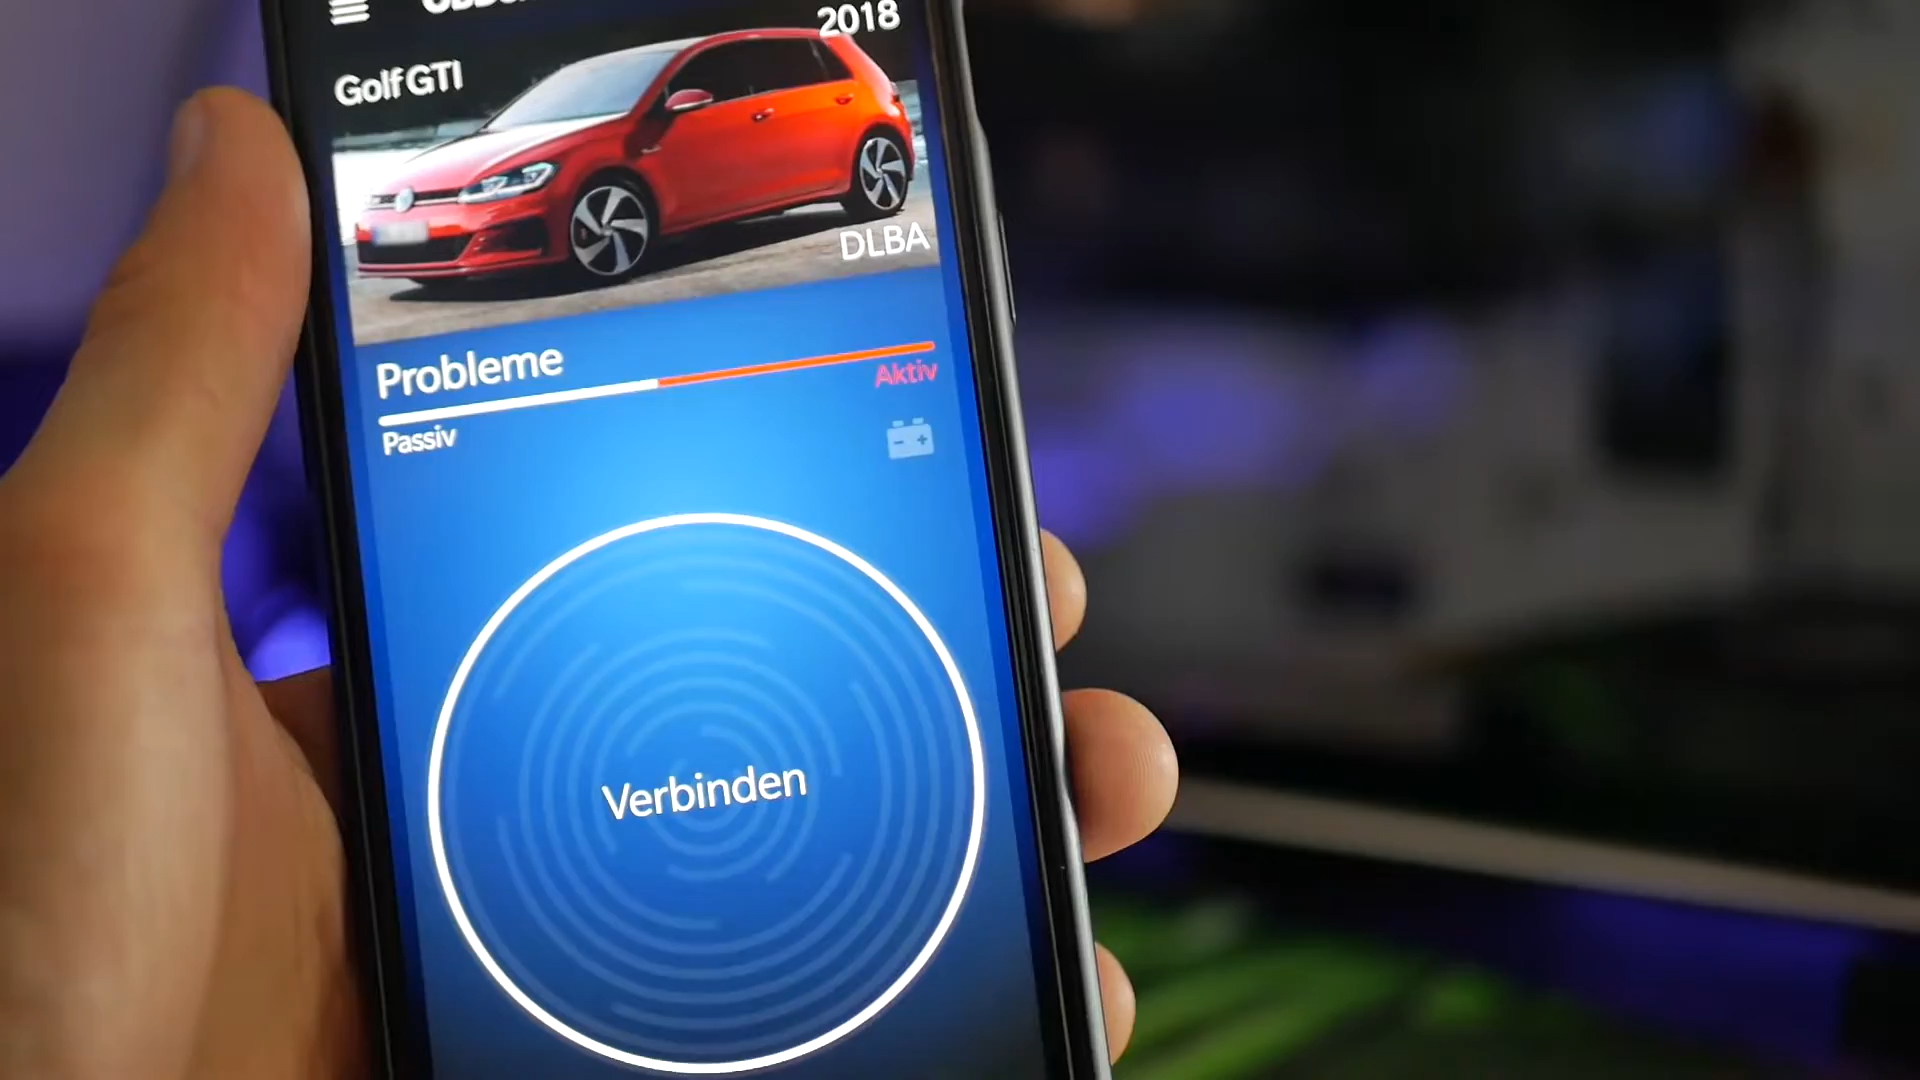 2018
Golf GTI
DLBA
Probleme
Aktiv
Passiv
Verbinden